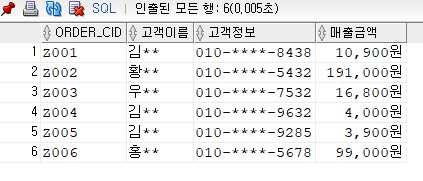 SQL | 인출된 모든 행: 6(0,005초)
ORDER_CID 고객이름 고객정보 매출금액
1 Z001 김** 010-****-8438 10,900원
2 Z002 황** 010-****-5432 191,000원
3 Z003 우** 010-****-7532 16,800원
4 Z004 김** 010-****-9632 4,000원
5 Z005 김** 010-****-9285 3,900원
6 Z006 홍** 010-****-5678 99,000원